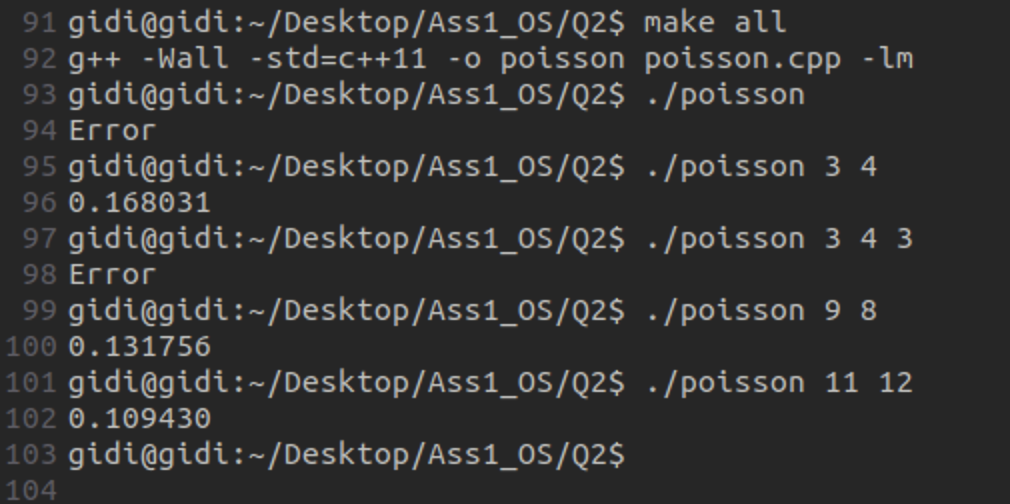 91 gidi@gidi:~/Desktop/Ass1_OS/Q2$ make all
92 g++ -Wall -std=c++11 -o poisson poisson.cpp -lm
93 gidi@gidi:~/Desktop/Ass1_OS/Q2$ ./poisson
94 Error
95 gidi@gidi:~/Desktop/Ass1_OS/Q2$ ./poisson 3 4
96 0.168031
97 gidi@gidi:~/Desktop/Ass1_OS/Q2$ ./poisson 3 4 3
98 Error
99 gidi@gidi:~/Desktop/Ass1_OS/Q2$ ./poisson 9 8
100 0.131756
101 gidi@gidi:~/Desktop/Ass1_OS/Q2$ ./poisson 11 12
102 0.109430
103 gidi@gidi:~/Desktop/Ass1_OS/Q2$
104